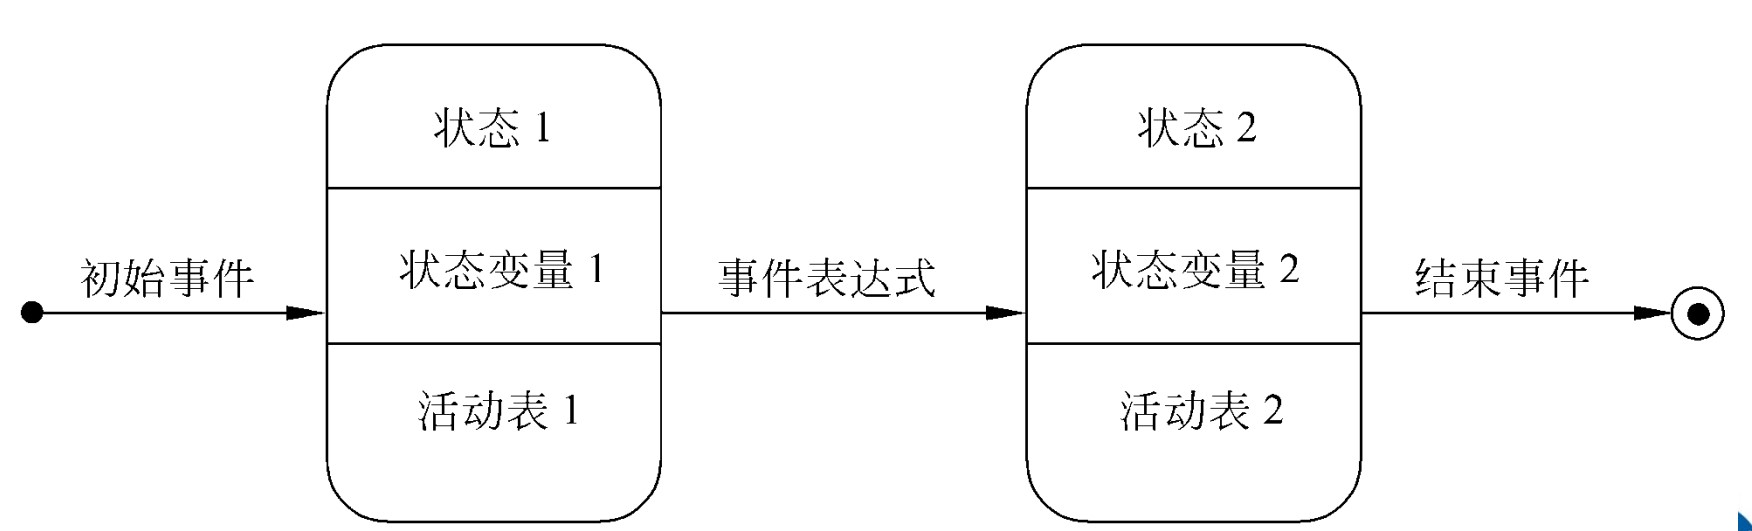 状态 1
状态 2
初始事件
状态变量 1
事件表达式
状态变量 2
结束事件
活动表 1
活动表 2